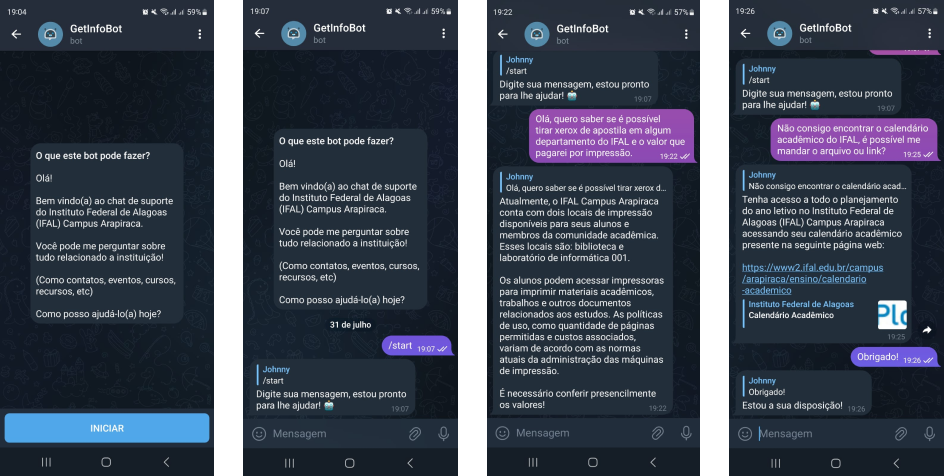 19:04
59%
GetInfoBot
bot
O que este bot pode fazer?
Olá!
Bem vindo(a) ao chat de suporte
do Instituto Federal de Alagoas
(IFAL) Campus Arapiraca.
Você pode me perguntar sobre
tudo relacionado a instituição!
(Como contatos, eventos, cursos,
recursos, etc)
Como posso ajudá-lo(a) hoje?
INICIAR
19:07
59%
GetInfoBot
bot
O que este bot pode fazer?
Olá!
Bem vindo(a) ao chat de suporte
do Instituto Federal de Alagoas
(IFAL) Campus Arapiraca.
Você pode me perguntar sobre
tudo relacionado a instituição!
(Como contatos, eventos, cursos,
recursos, etc)
Como posso ajudá-lo(a) hoje?
31 de julho
/start 19:07
Johnny
/start
Digite sua mensagem, estou pronto
para lhe ajudar! 19:07
Mensagem
19:22
57%
GetInfoBot
bot
Johnny
/start
Digite sua mensagem, estou pronto
para lhe ajudar! 19:07
Olá, quero saber se é possível
tirar xerox de apostila em algum
departamento do IFAL e o valor que
pagarei por impressão. 19:22
Johnny
Olá, quero saber se é possível tirar xerox d...
Atualmente, o IFAL Campus Arapiraca
conta com dois locais de impressão
disponíveis para seus alunos e
membros da comunidade acadêmica.
Esses locais são: biblioteca e
laboratório de informática 001.
Os alunos podem acessar impressoras
para imprimir materiais acadêmicos,
trabalhos e outros documentos
relacionados aos estudos. As políticas
de uso, como quantidade de páginas
permitidas e custos associados,
variam de acordo com as normas
atuais da administração das máquinas
de impressão.
É necessário conferir presencilmente
os valores! 19:22
Mensagem
19:26
57%
GetInfoBot
bot
Johnny
/start
Digite sua mensagem, estou pronto
para lhe ajudar! 19:07
Não consigo encontrar o calendário
acadêmico do IFAL, é possível me
mandar o arquivo ou link? 19:25
Johnny
Não consigo encontrar o calendário acad...
Tenha acesso a todo o planejamento
do ano letivo no Instituto Federal de
Alagoas (IFAL) Campus Arapiraca
acessando seu calendário acadêmico
presente na seguinte página web:
https://www2.ifal.edu.br/campus
/arapiraca/ensino/calendario
-academico
Instituto Federal de Alagoas
Calendário Acadêmico
19:25
Obrigado! 19:26
Johnny
Obrigado!
Estou a sua disposição! 19:26
Mensagem